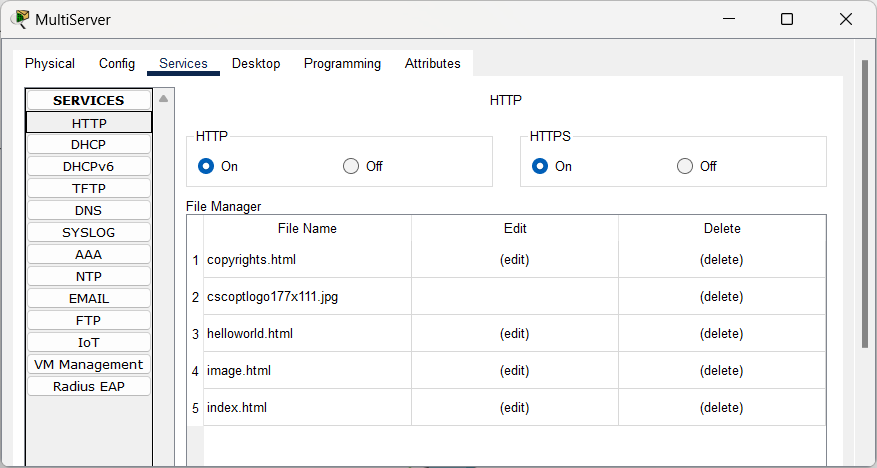 MultiServer
Physical Config Services Desktop Programming Attributes
SERVICES
HTTP
DHCP
DHCPv6
TFTP
DNS
SYSLOG
AAA
NTP
EMAIL
FTP
IoT
VM Management
Radius EAP
HTTP
HTTP
On Off
HTTPS
On Off
File Manager
File Name Edit Delete
1 copyrights.html (edit) (delete)
2 cscoptlogo177x111.jpg (delete)
3 helloworld.html (edit) (delete)
4 image.html (edit) (delete)
5 index.html (edit) (delete)